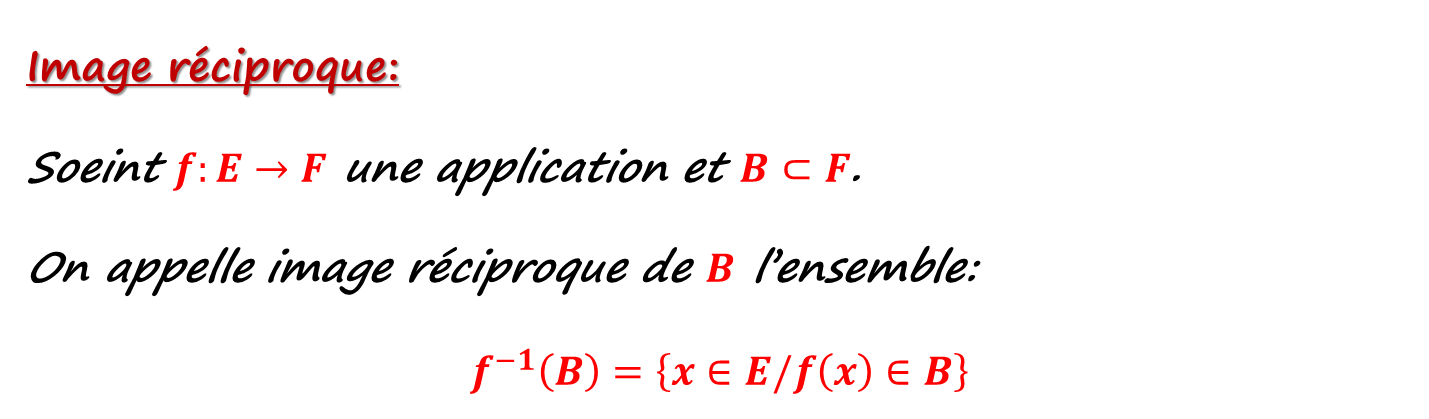 Image réciproque:
Soeint f: E → F une application et B ⊂ F.
On appelle image réciproque de B l’ensemble:
f⁻¹(B) = {x ∈ E/f(x) ∈ B}